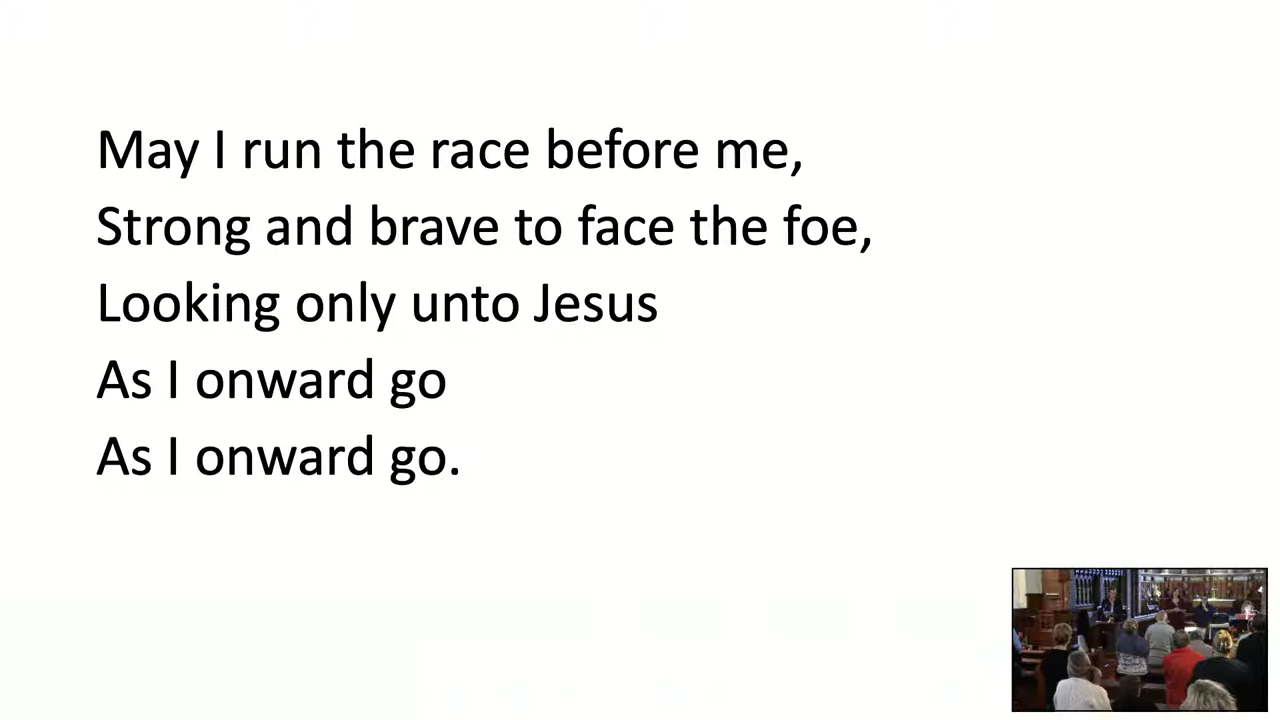 May I run the race before me,
Strong and brave to face the foe,
Looking only unto Jesus
As I onward go
As I onward go.